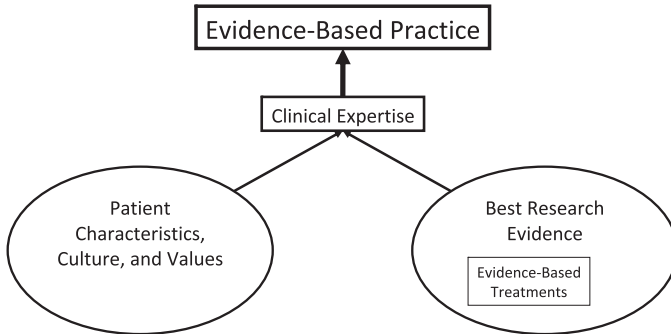 Evidence-Based Practice
Clinical Expertise
Patient
Characteristics,
Culture, and Values
Best Research
Evidence
Evidence-Based
Treatments